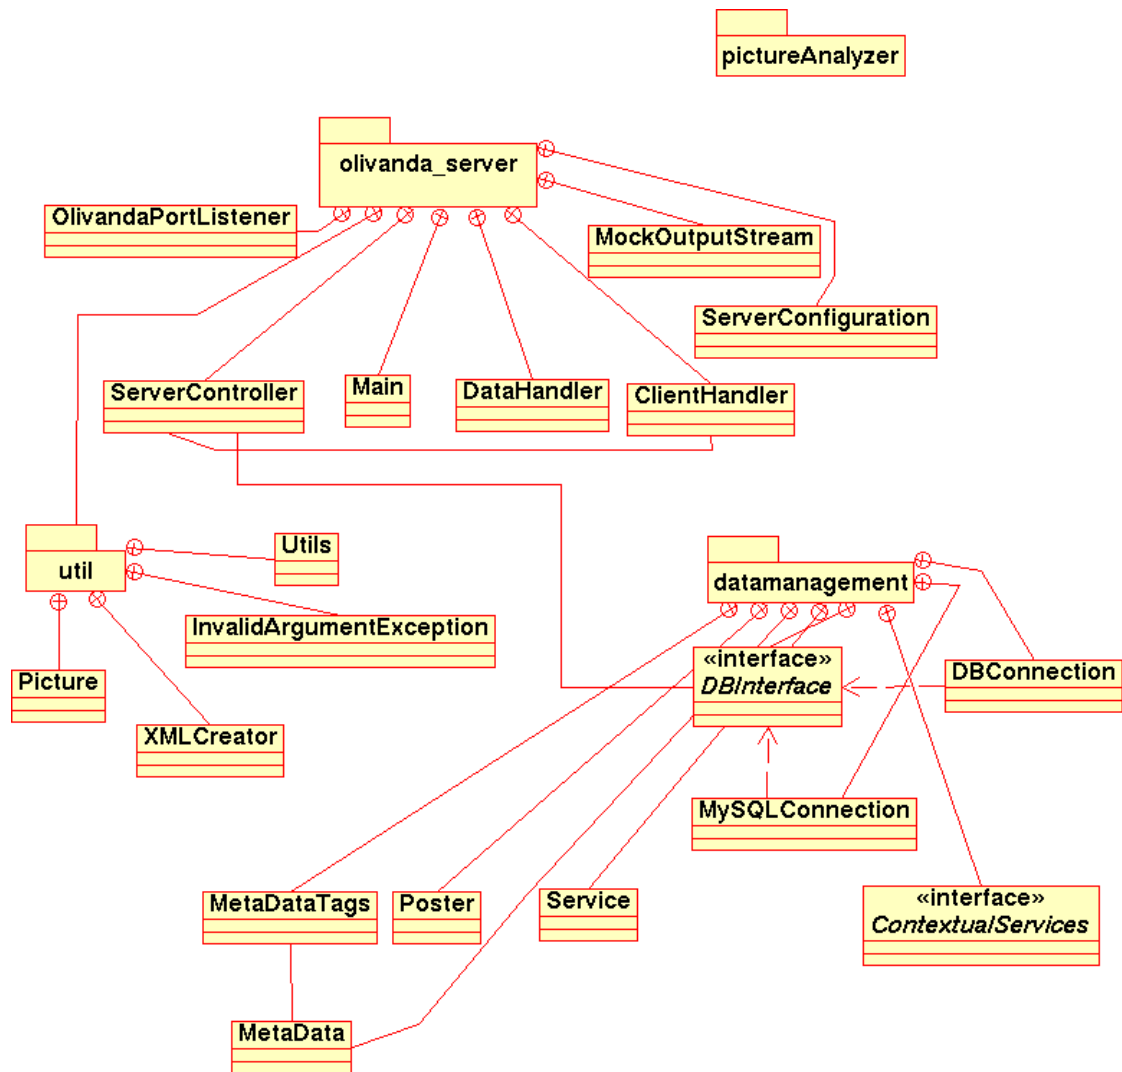 pictureAnalyzer
olivanda_server
OlivandaPortListener
MockOutputStream
ServerConfiguration
ServerController
Main
DataHandler
ClientHandler
Utils
util
datamanagement
InvalidArgumentException
«interface»
DBInterface
DBConnection
Picture
XMLCreator
MySQLConnection
MetaDataTags
Poster
Service
«interface»
ContextualServices
MetaData